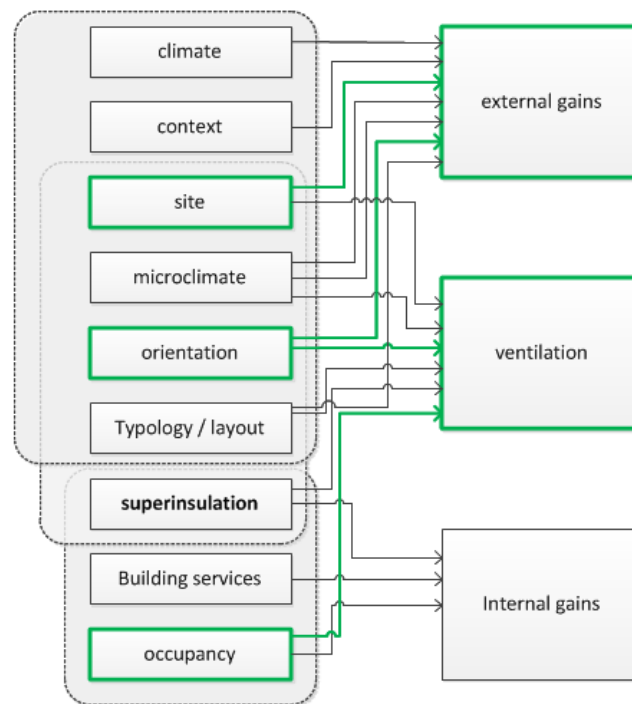 climate
context
site
microclimate
orientation
Typology / layout
superinsulation
Building services
occupancy
external gains
ventilation
Internal gains